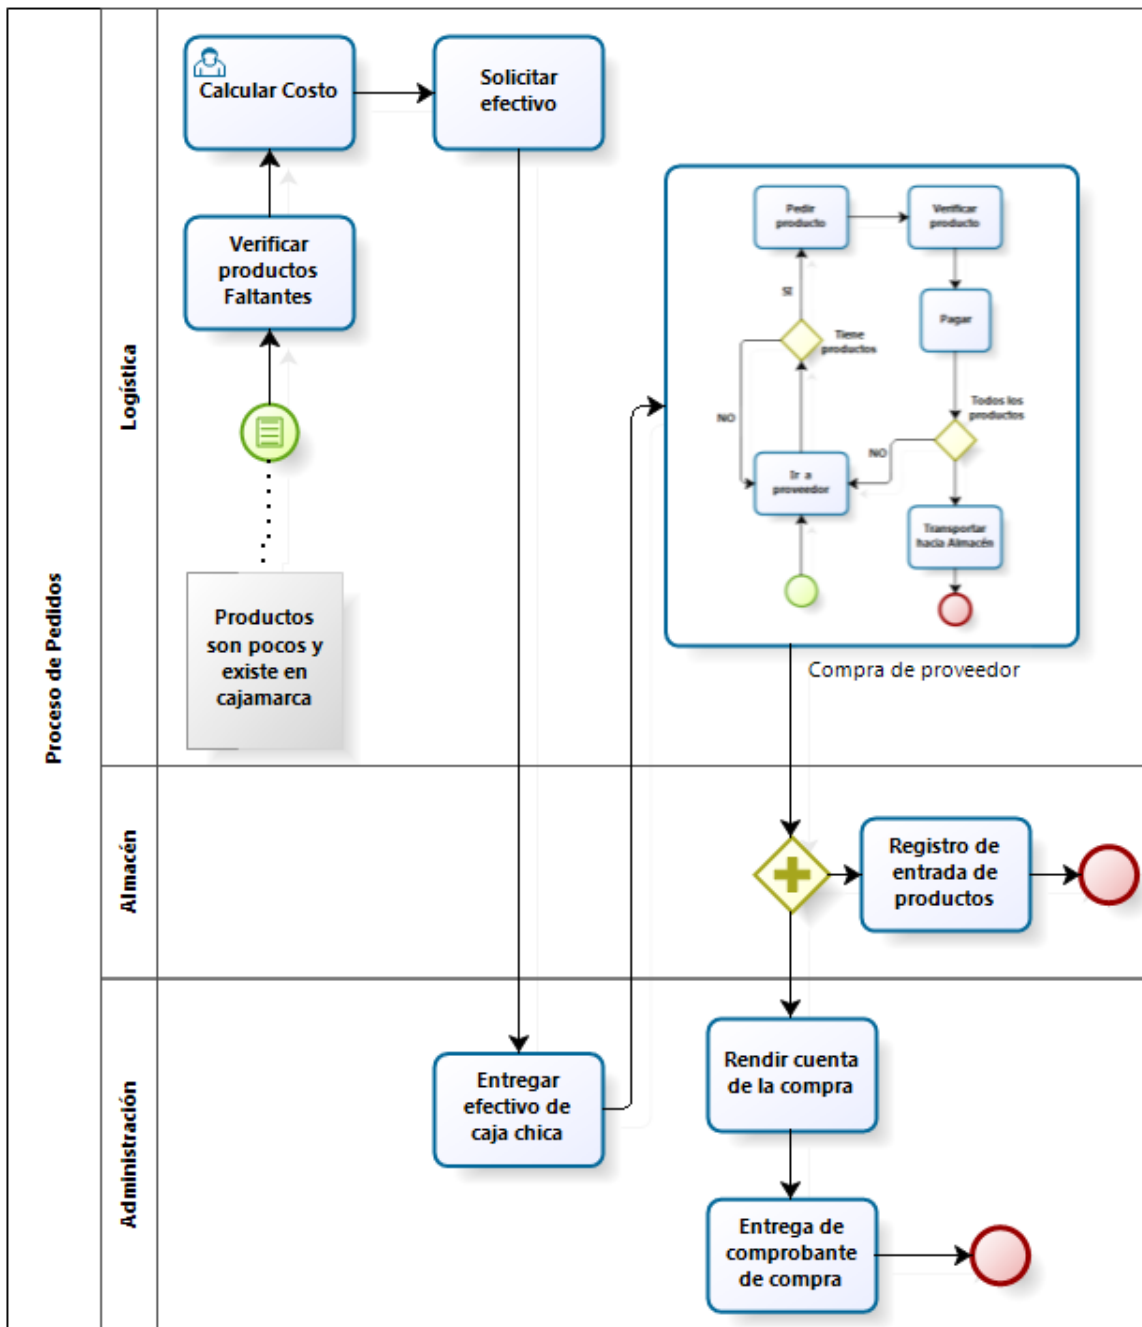 Proceso de Pedidos
Logística
Calcular Costo
Solicitar
efectivo
Verificar
productos
Faltantes
Productos
son pocos y
existe en
cajamarca
Pedir
producto
Verificar
producto
SI
Pagar
Tiene
productos
NO
Todos los
productos
NO
Ir a
proveedor
Transportar
hacia Almacén
Compra de proveedor
Almacén
Registro de
entrada de
productos
Administración
Entregar
efectivo de
caja chica
Rendir cuenta
de la compra
Entrega de
comprobante
de compra